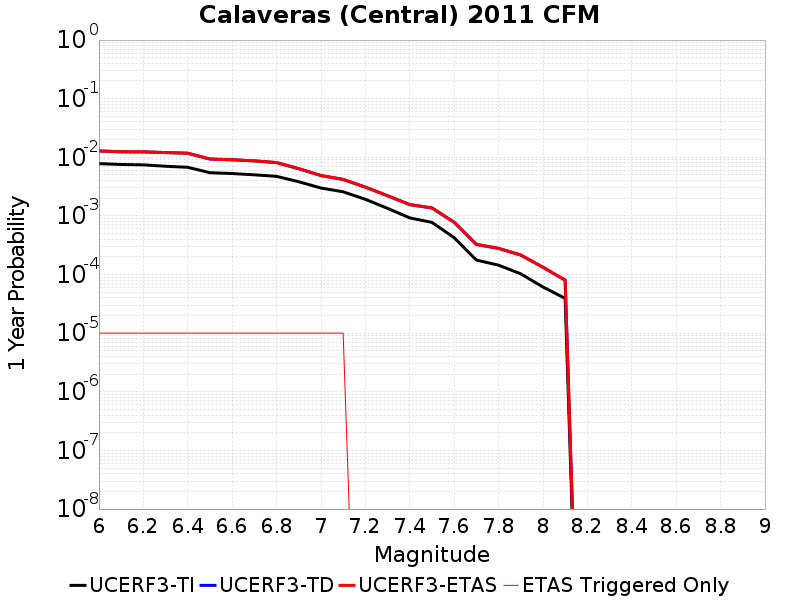 Calaveras (Central) 2011 CFM
10^0
10^-1
10^-2
10^-3
10^-4
10^-5
10^-6
10^-7
10^-8
1 Year Probability
6 6.2 6.4 6.6 6.8 7 7.2 7.4 7.6 7.8 8 8.2 8.4 8.6 8.8 9
Magnitude
UCERF3-TI UCERF3-TD UCERF3-ETAS ETAS Triggered Only